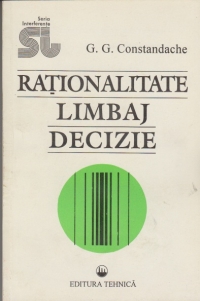 Seria
Interferențe
SI
G. G. Constandache
RAȚIONALITATE
LIMBAJ
DECIZIE
EDITURA TEHNICĂ